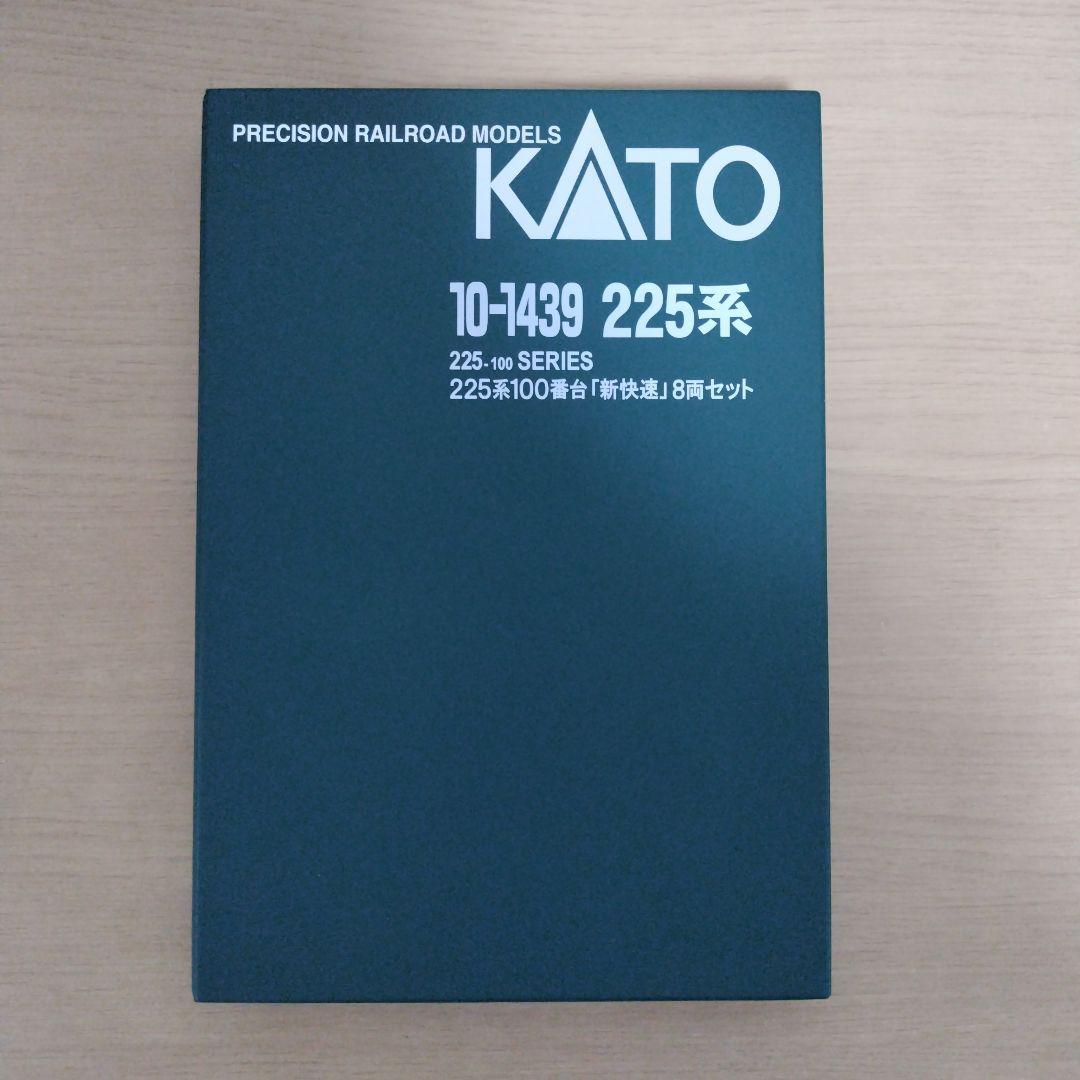 PRECISION RAILROAD MODELS
KATO
10-1439 225系
225-100 SERIES
225系100番台「新快速」8両セット